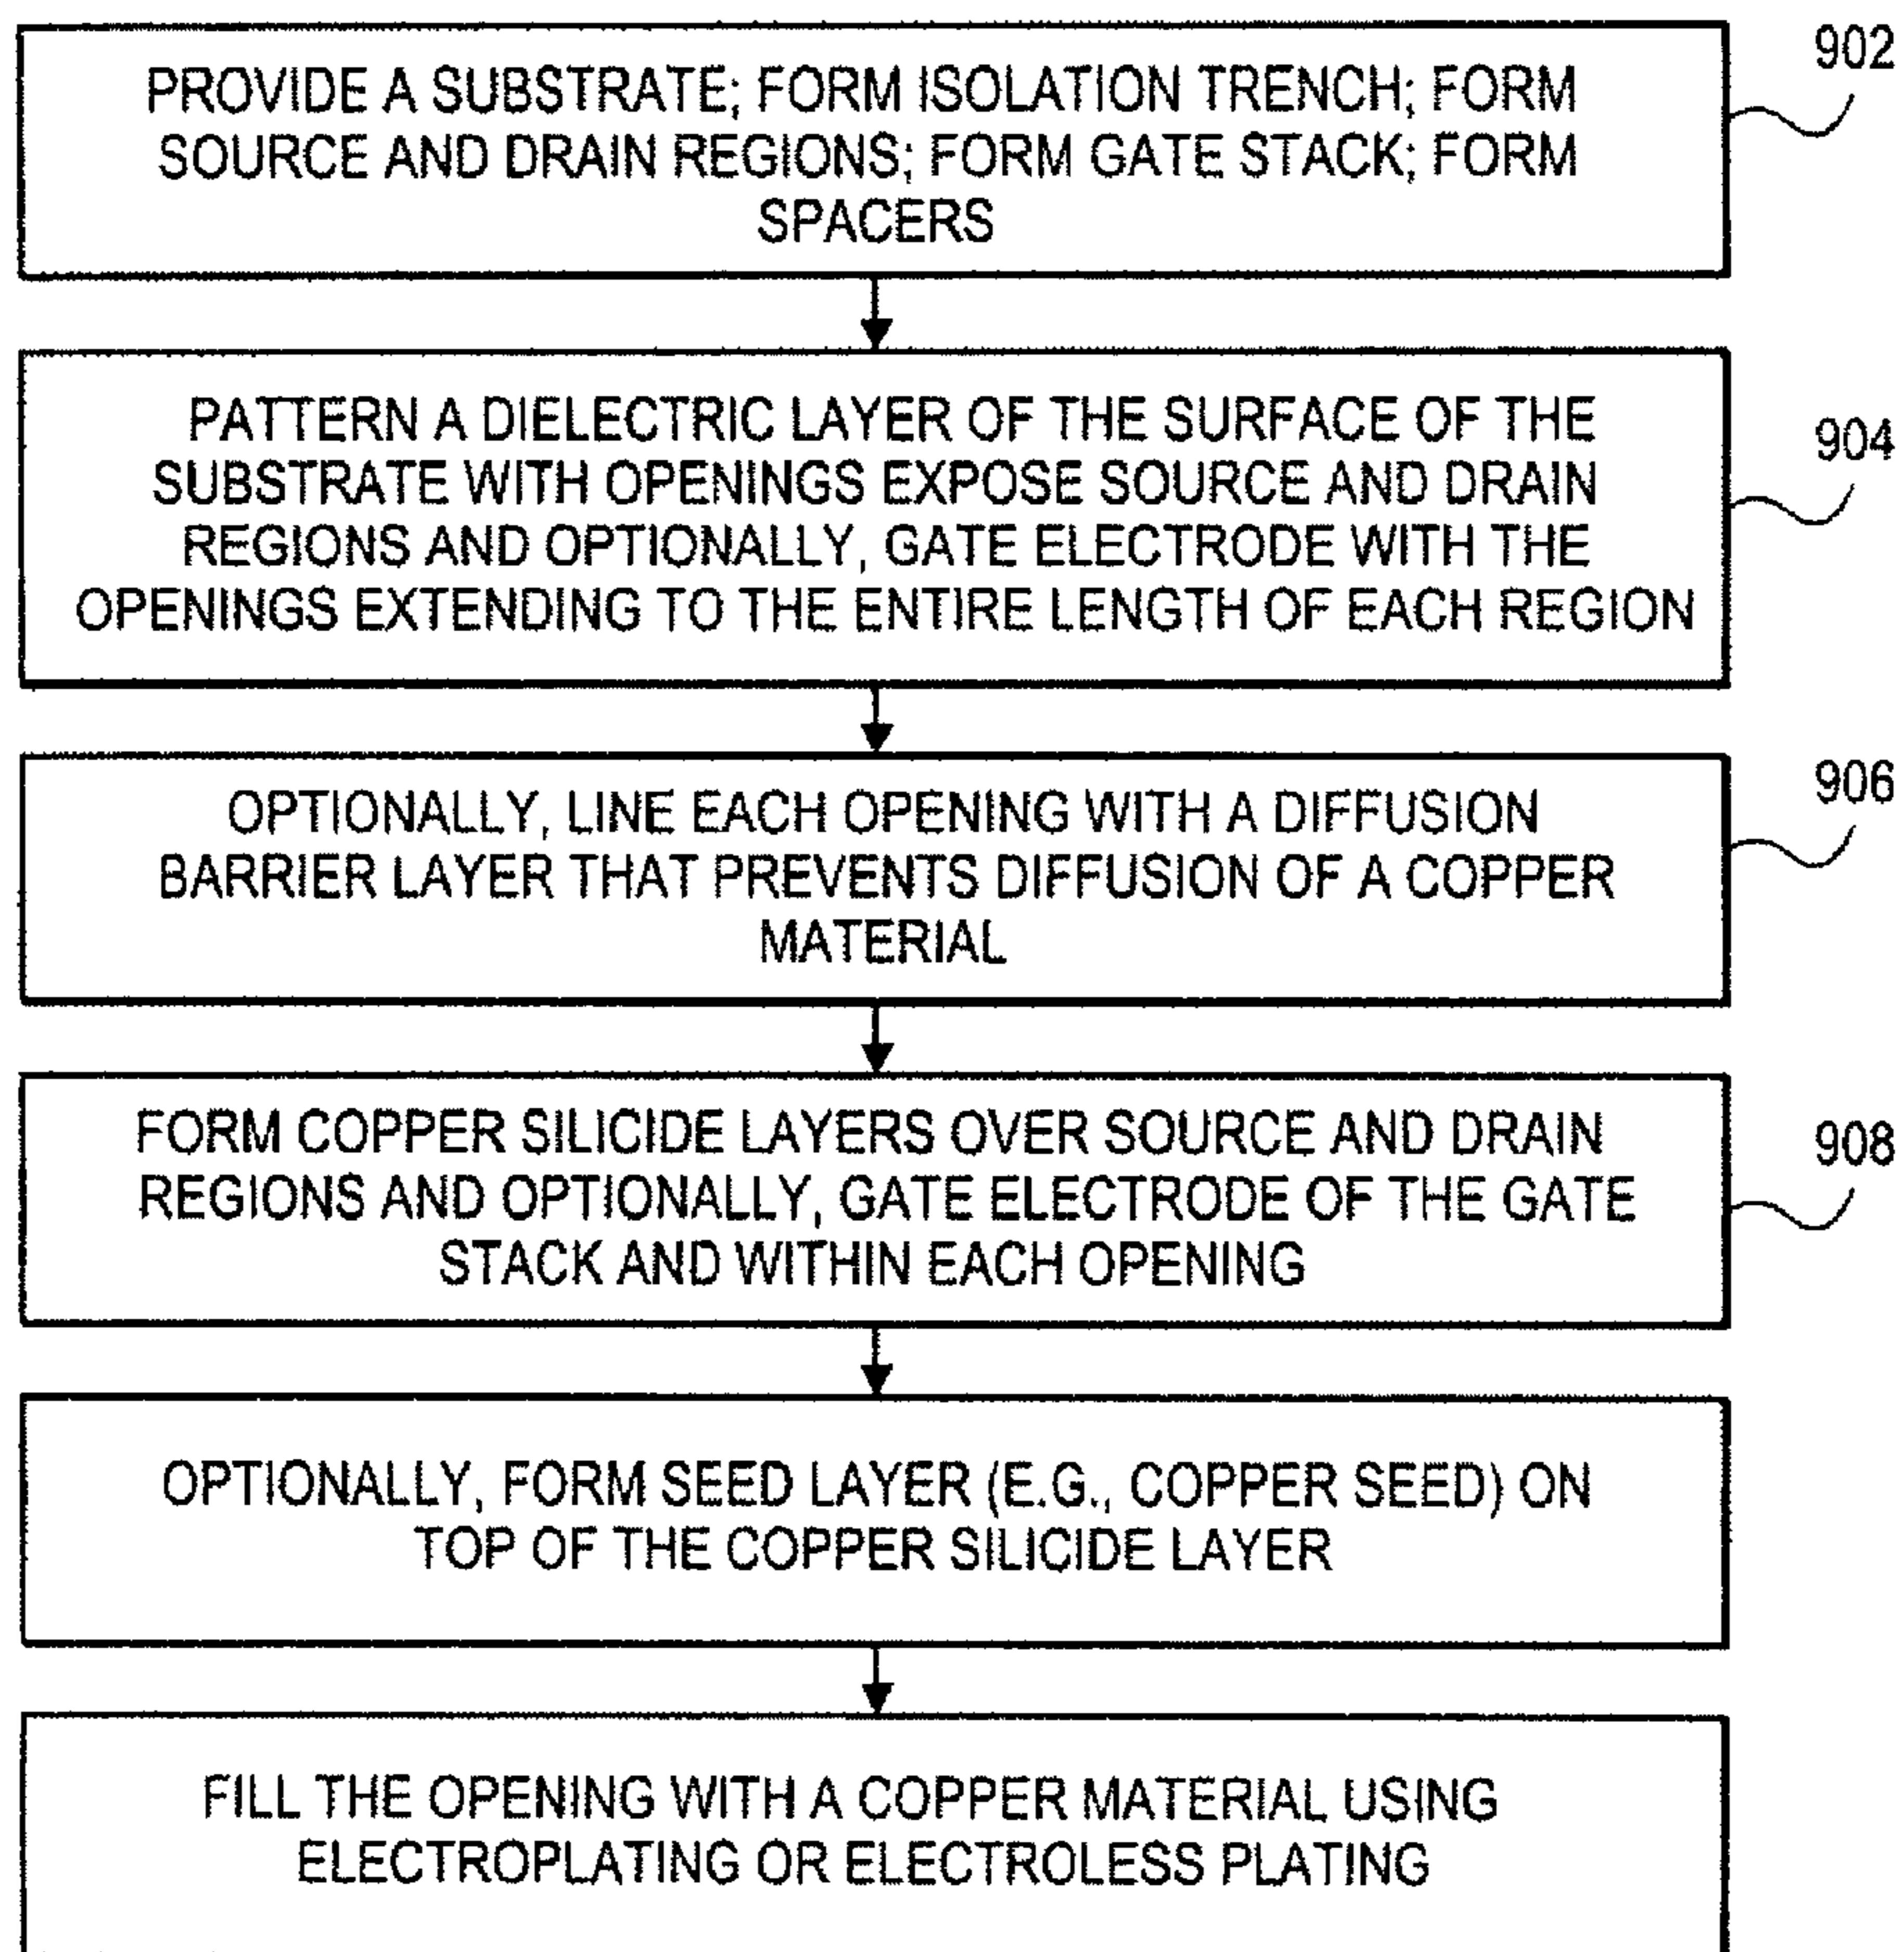 902
PROVIDE A SUBSTRATE; FORM ISOLATION TRENCH; FORM
SOURCE AND DRAIN REGIONS; FORM GATE STACK; FORM
SPACERS
904
PATTERN A DIELECTRIC LAYER OF THE SURFACE OF THE
SUBSTRATE WITH OPENINGS EXPOSE SOURCE AND DRAIN
REGIONS AND OPTIONALLY, GATE ELECTRODE WITH THE
OPENINGS EXTENDING TO THE ENTIRE LENGTH OF EACH REGION
906
OPTIONALLY, LINE EACH OPENING WITH A DIFFUSION
BARRIER LAYER THAT PREVENTS DIFFUSION OF A COPPER
MATERIAL
908
FORM COPPER SILICIDE LAYERS OVER SOURCE AND DRAIN
REGIONS AND OPTIONALLY, GATE ELECTRODE OF THE GATE
STACK AND WITHIN EACH OPENING
OPTIONALLY, FORM SEED LAYER (E.G., COPPER SEED) ON
TOP OF THE COPPER SILICIDE LAYER
FILL THE OPENING WITH A COPPER MATERIAL USING
ELECTROPLATING OR ELECTROLESS PLATING